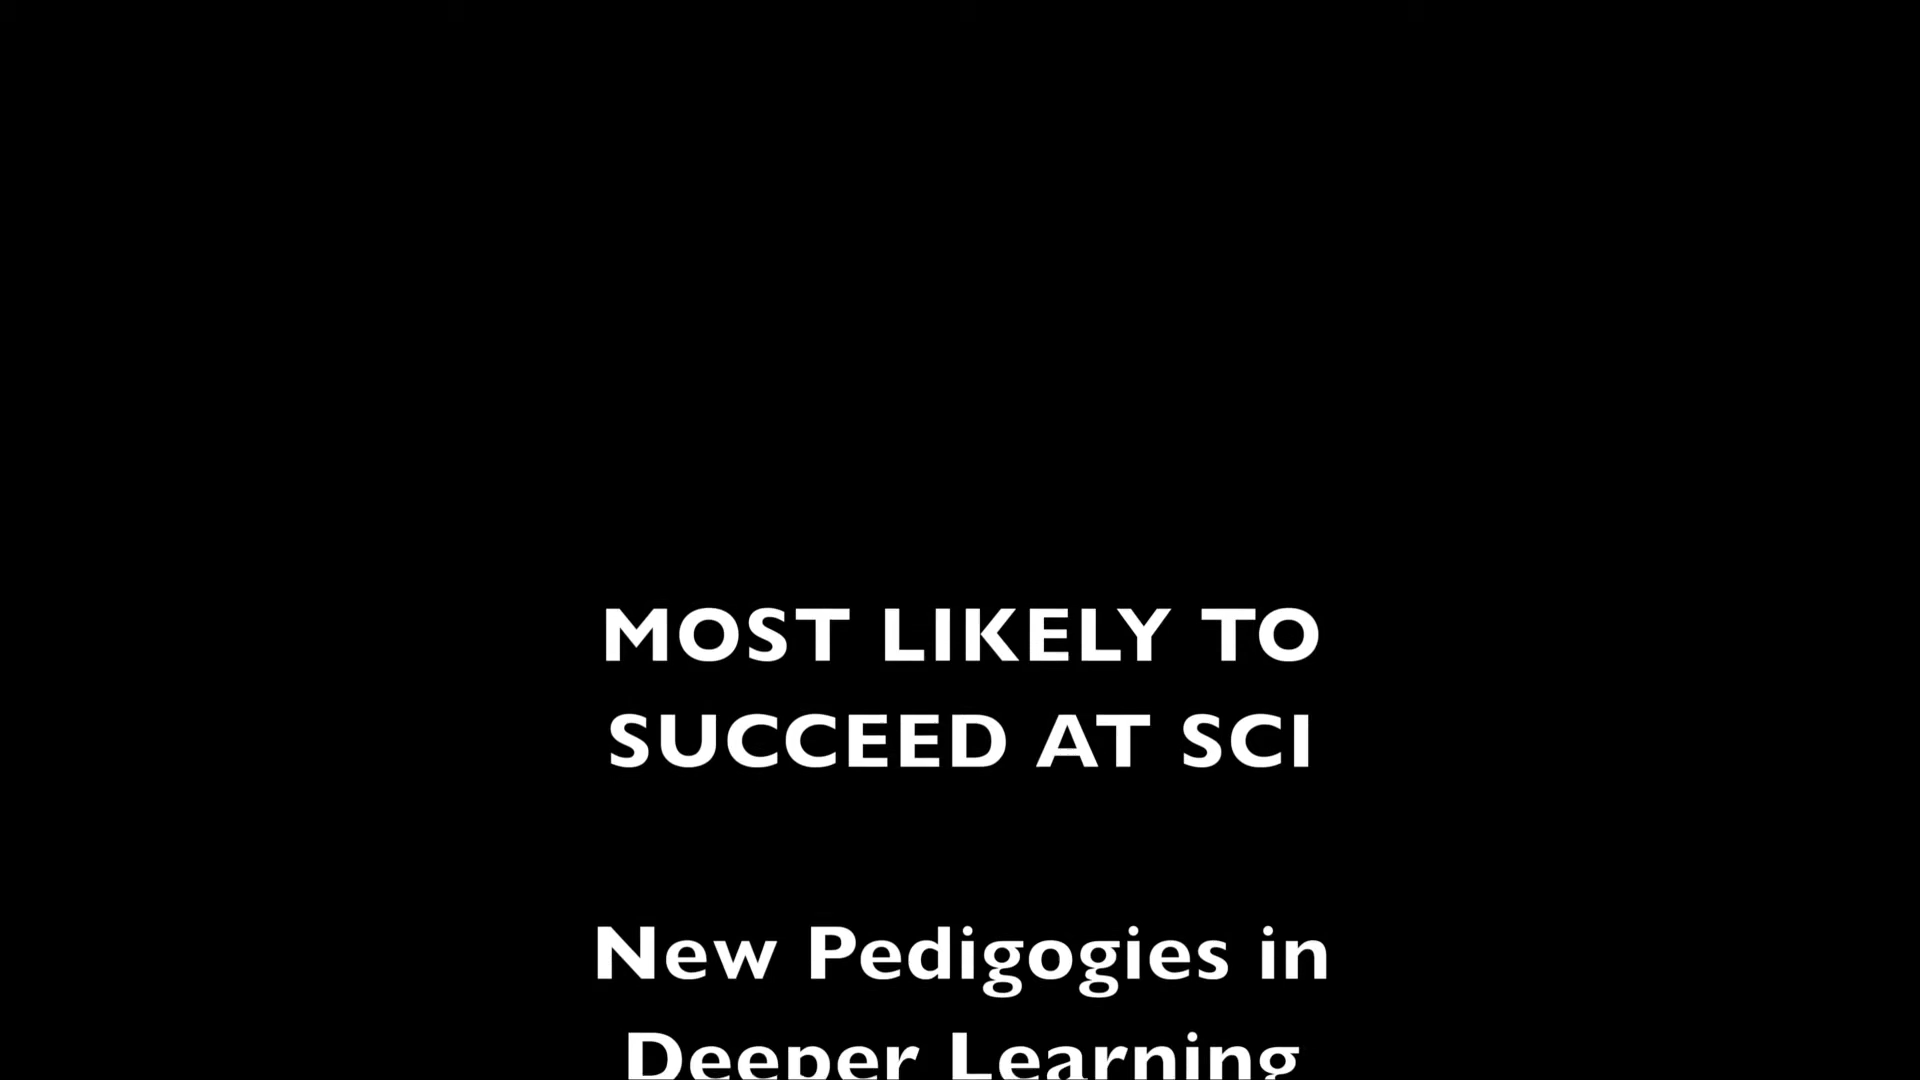 MOST LIKELY TO
SUCCEED AT SCI
New Pedigogies in
Deeper Learning